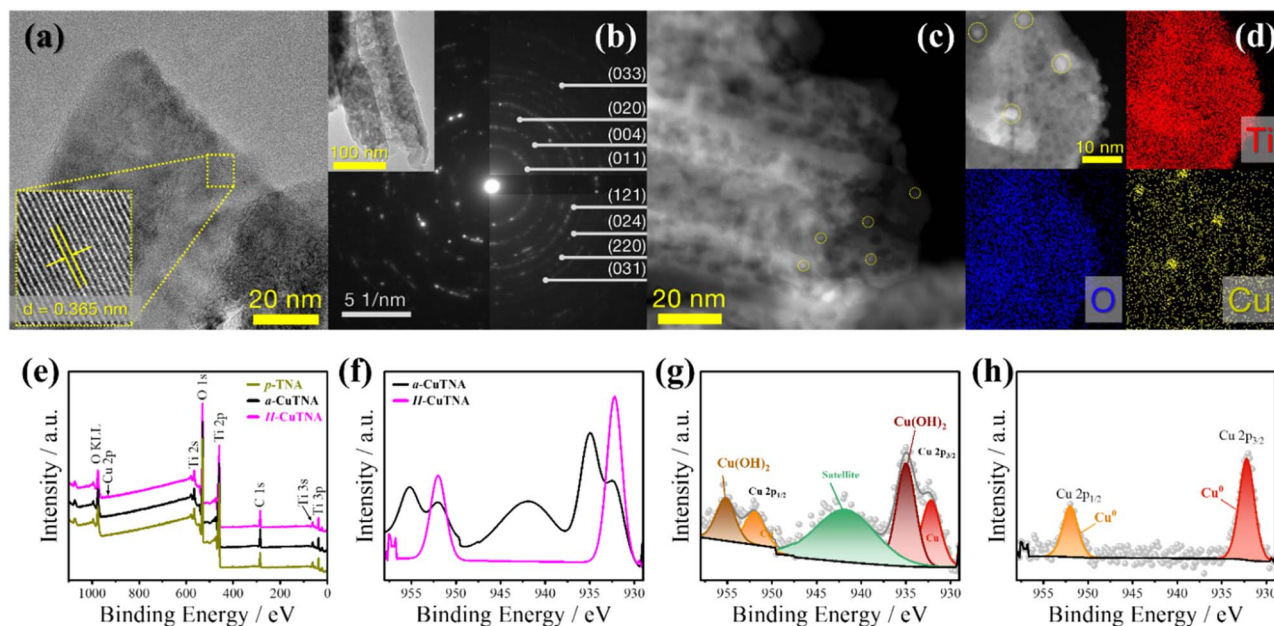 (a)
d = 0.365 nm
20 nm
100 nm
(b)
(033)
(020)
(004)
(011)
(121)
(024)
(220)
(031)
5 1/nm
(c)
20 nm
(d)
10 nm
Ti
O
Cu
(e)
Intensity / a.u.
O KLL
Cu 2p
Ti 2s
O 1s
Ti 2p
C 1s
Ti 3s
Ti 3p
p-TNA
a-CuTNA
H-CuTNA
1000 800 600 400 200 0
Binding Energy / eV
(f)
Intensity / a.u.
a-CuTNA
H-CuTNA
955 950 945 940 935 930
Binding Energy / eV
(g)
Intensity / a.u.
Cu(OH)2
Cu 2p1/2
Cu
Satellite
Cu(OH)2
Cu 2p3/2
Cu
955 950 945 940 935 930
Binding Energy / eV
(h)
Intensity / a.u.
Cu 2p1/2
Cu⁰
Cu 2p3/2
Cu⁰
955 950 945 940 935 930
Binding Energy / eV